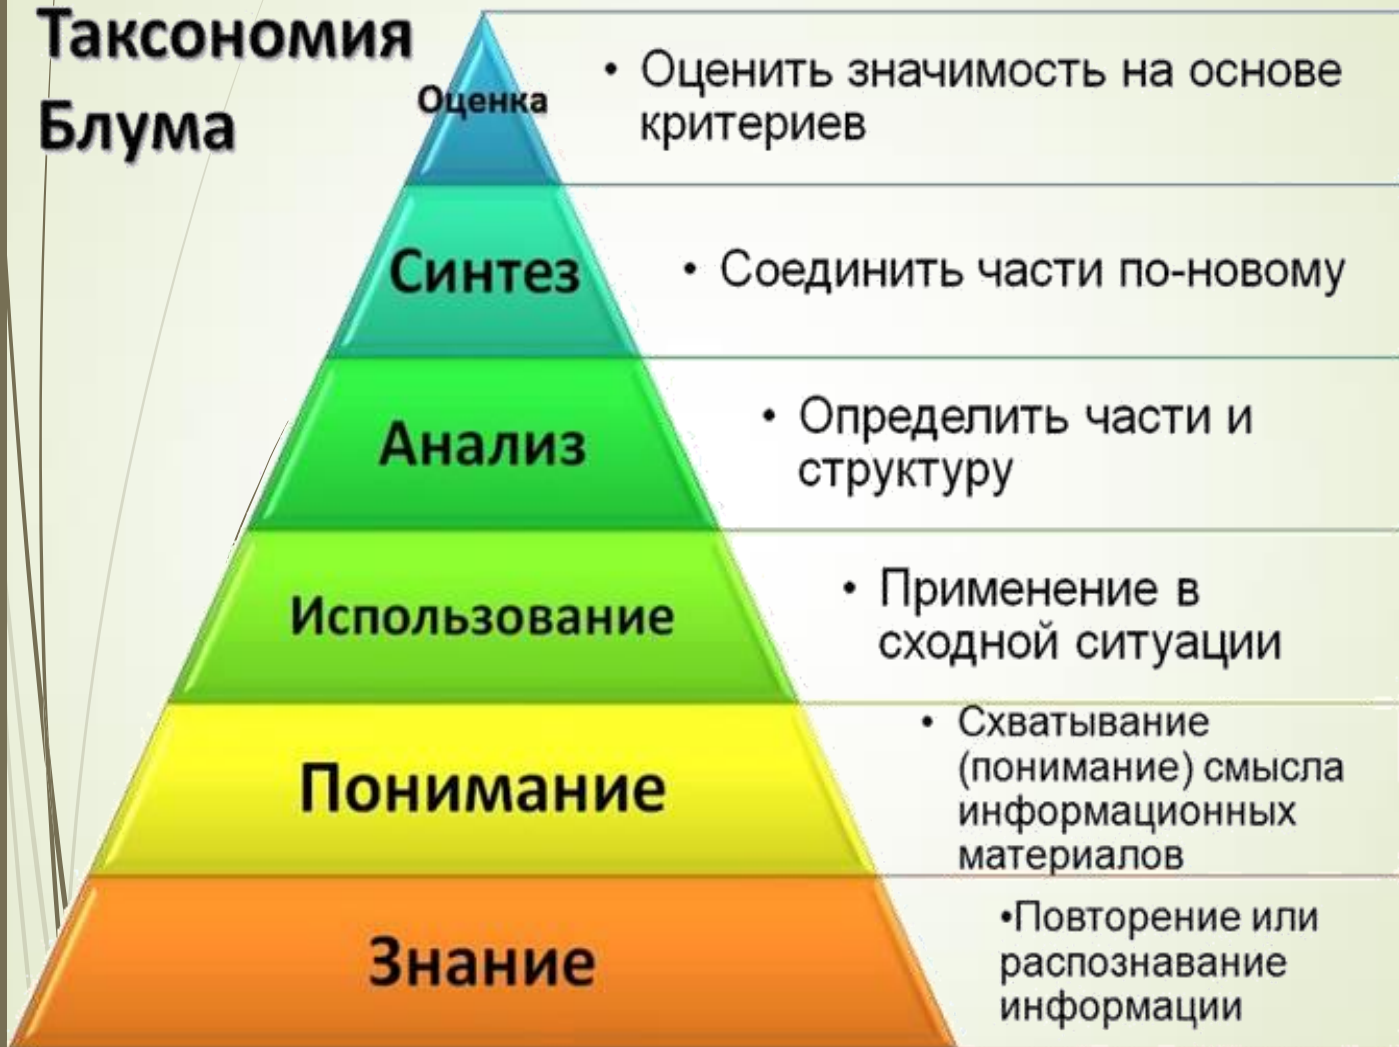 Таксономия
Блума
Оценка
• Оценить значимость на основе
критериев
Синтез
• Соединить части по-новому
Анализ
• Определить части и
структуру
Использование
• Применение в
сходной ситуации
Понимание
• Схватывание
(понимание) смысла
информационных
материалов
Знание
•Повторение или
распознавание
информации